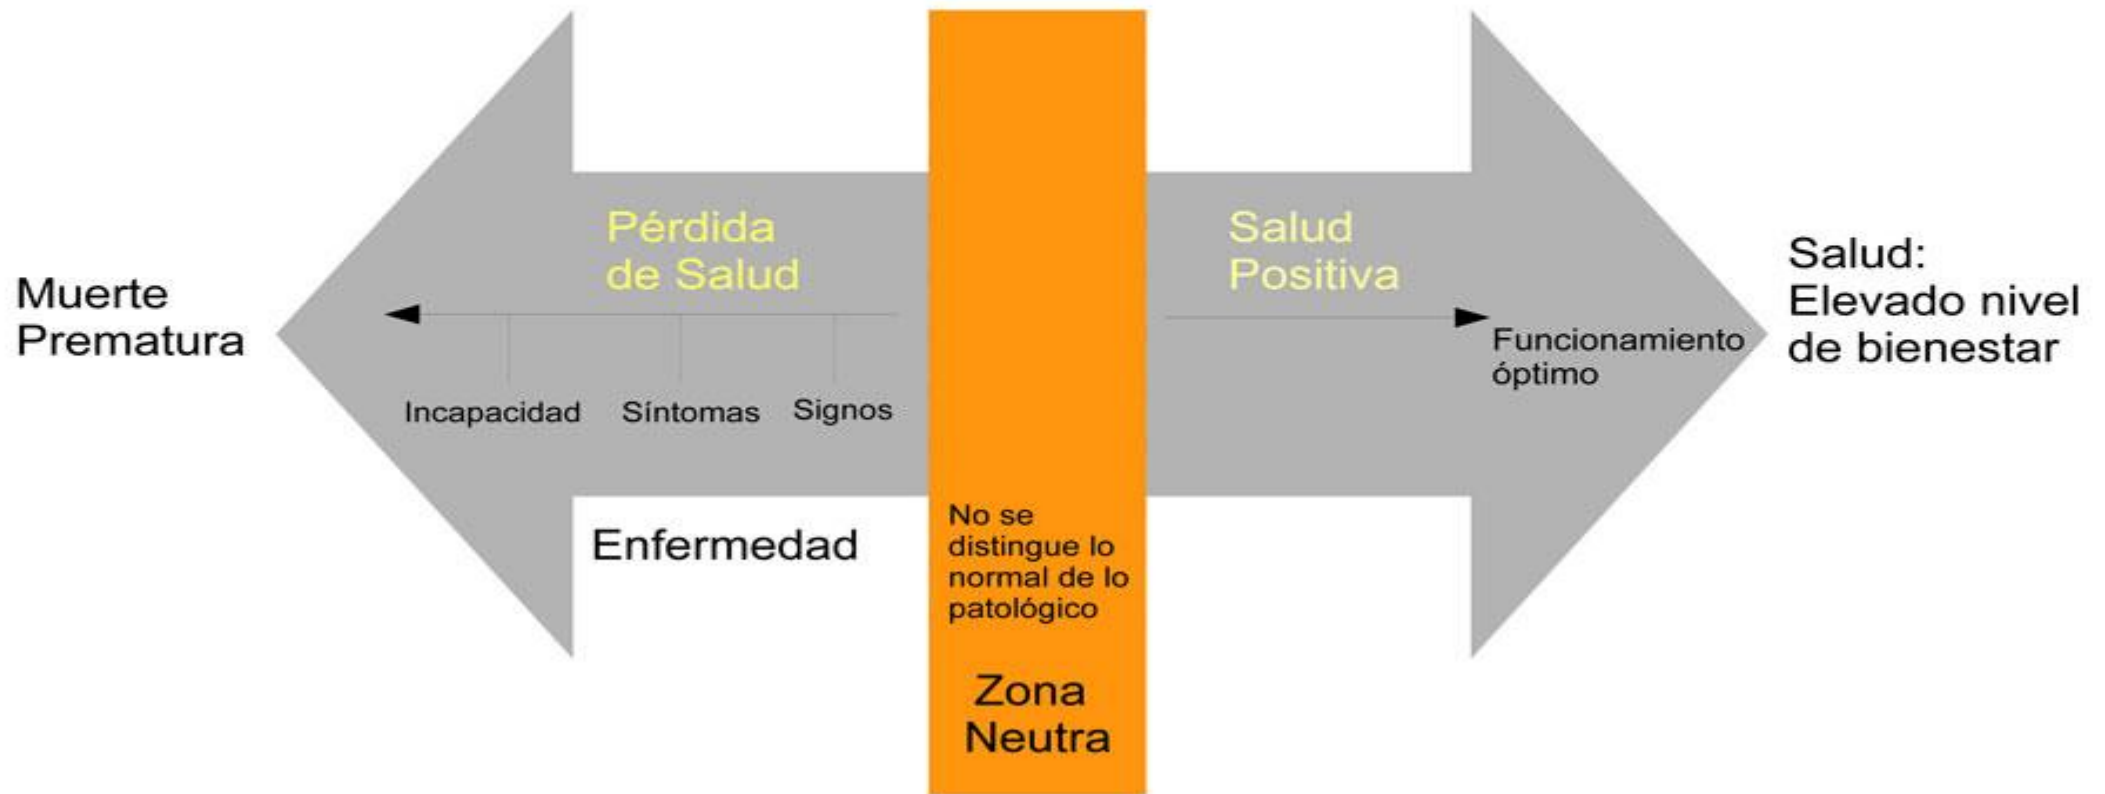 Muerte
Prematura
Pérdida
de Salud
Incapacidad
Síntomas
Signos
Enfermedad
No se
distingue lo
normal de lo
patológico
Zona
Neutra
Salud
Positiva
Funcionamiento
óptimo
Salud:
Elevado nivel
de bienestar